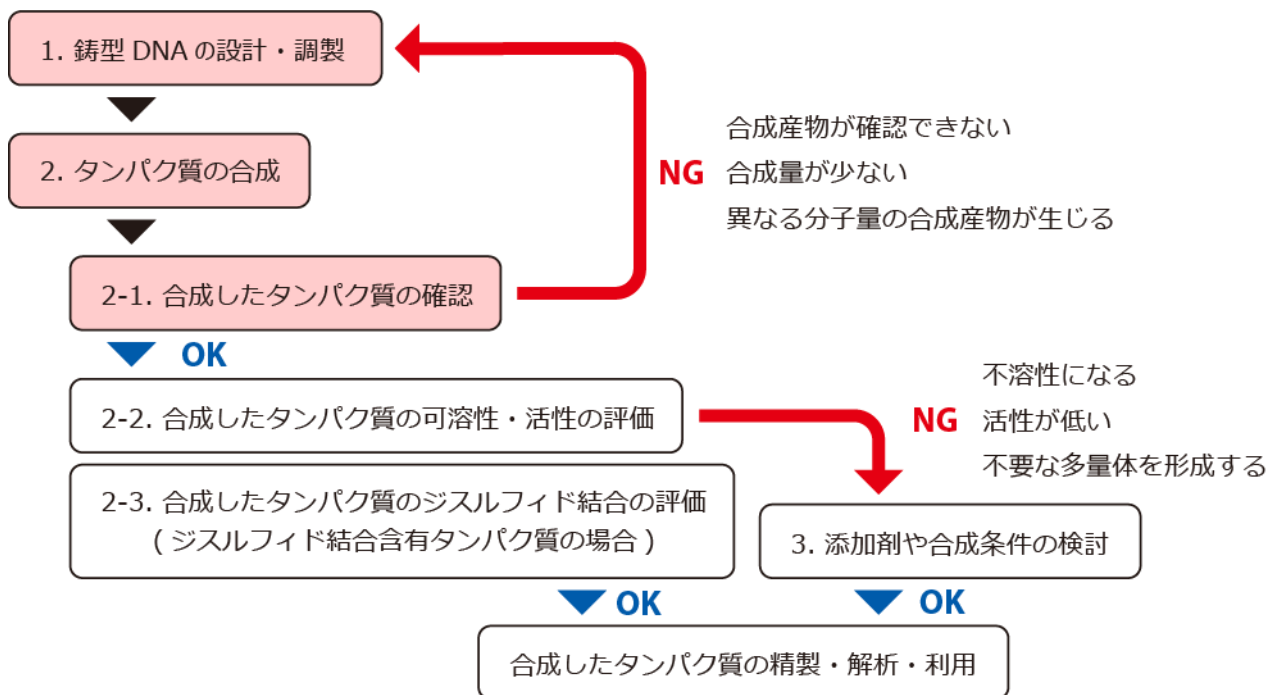 1. 鋳型 DNA の設計・調製
2. タンパク質の合成
2-1. 合成したタンパク質の確認
NG
合成産物が確認できない
合成量が少ない
異なる分子量の合成産物が生じる
OK
2-2. 合成したタンパク質の可溶性・活性の評価
NG
不溶性になる
活性が低い
不要な多量体を形成する
2-3. 合成したタンパク質のジスルフィド結合の評価
( ジスルフィド結合含有タンパク質の場合 )
3. 添加剤や合成条件の検討
OK
OK
合成したタンパク質の精製・解析・利用